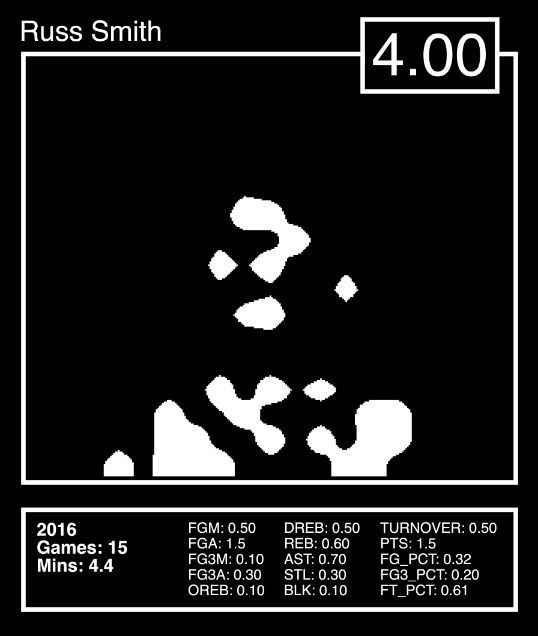 Russ Smith
4.00
2016
Games: 15
Mins: 4.4
FGM: 0.50
FGA: 1.5
FG3M: 0.10
FG3A: 0.30
OREB: 0.10
DREB: 0.50
REB: 0.60
AST: 0.70
STL: 0.30
BLK: 0.10
TURNOVER: 0.50
PTS: 1.5
FG_PCT: 0.32
FG3_PCT: 0.20
FT_PCT: 0.61